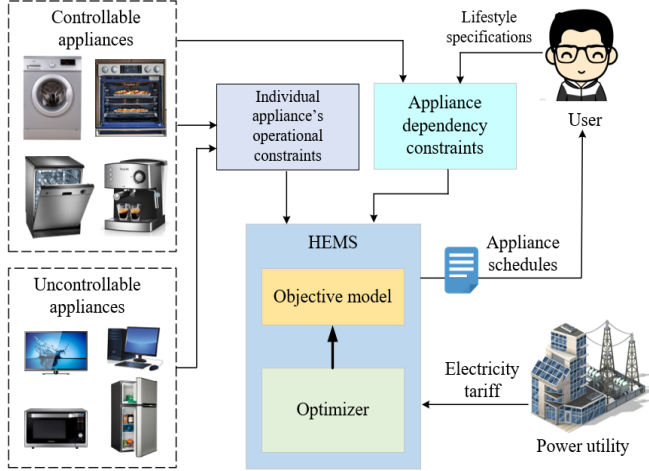 Controllable
appliances
Lifestyle
specifications
User
Individual
appliance's
operational
constraints
Appliance
dependency
constraints
HEMS
Objective model
Optimizer
Appliance
schedules
Uncontrollable
appliances
Electricity
tariff
Power utility